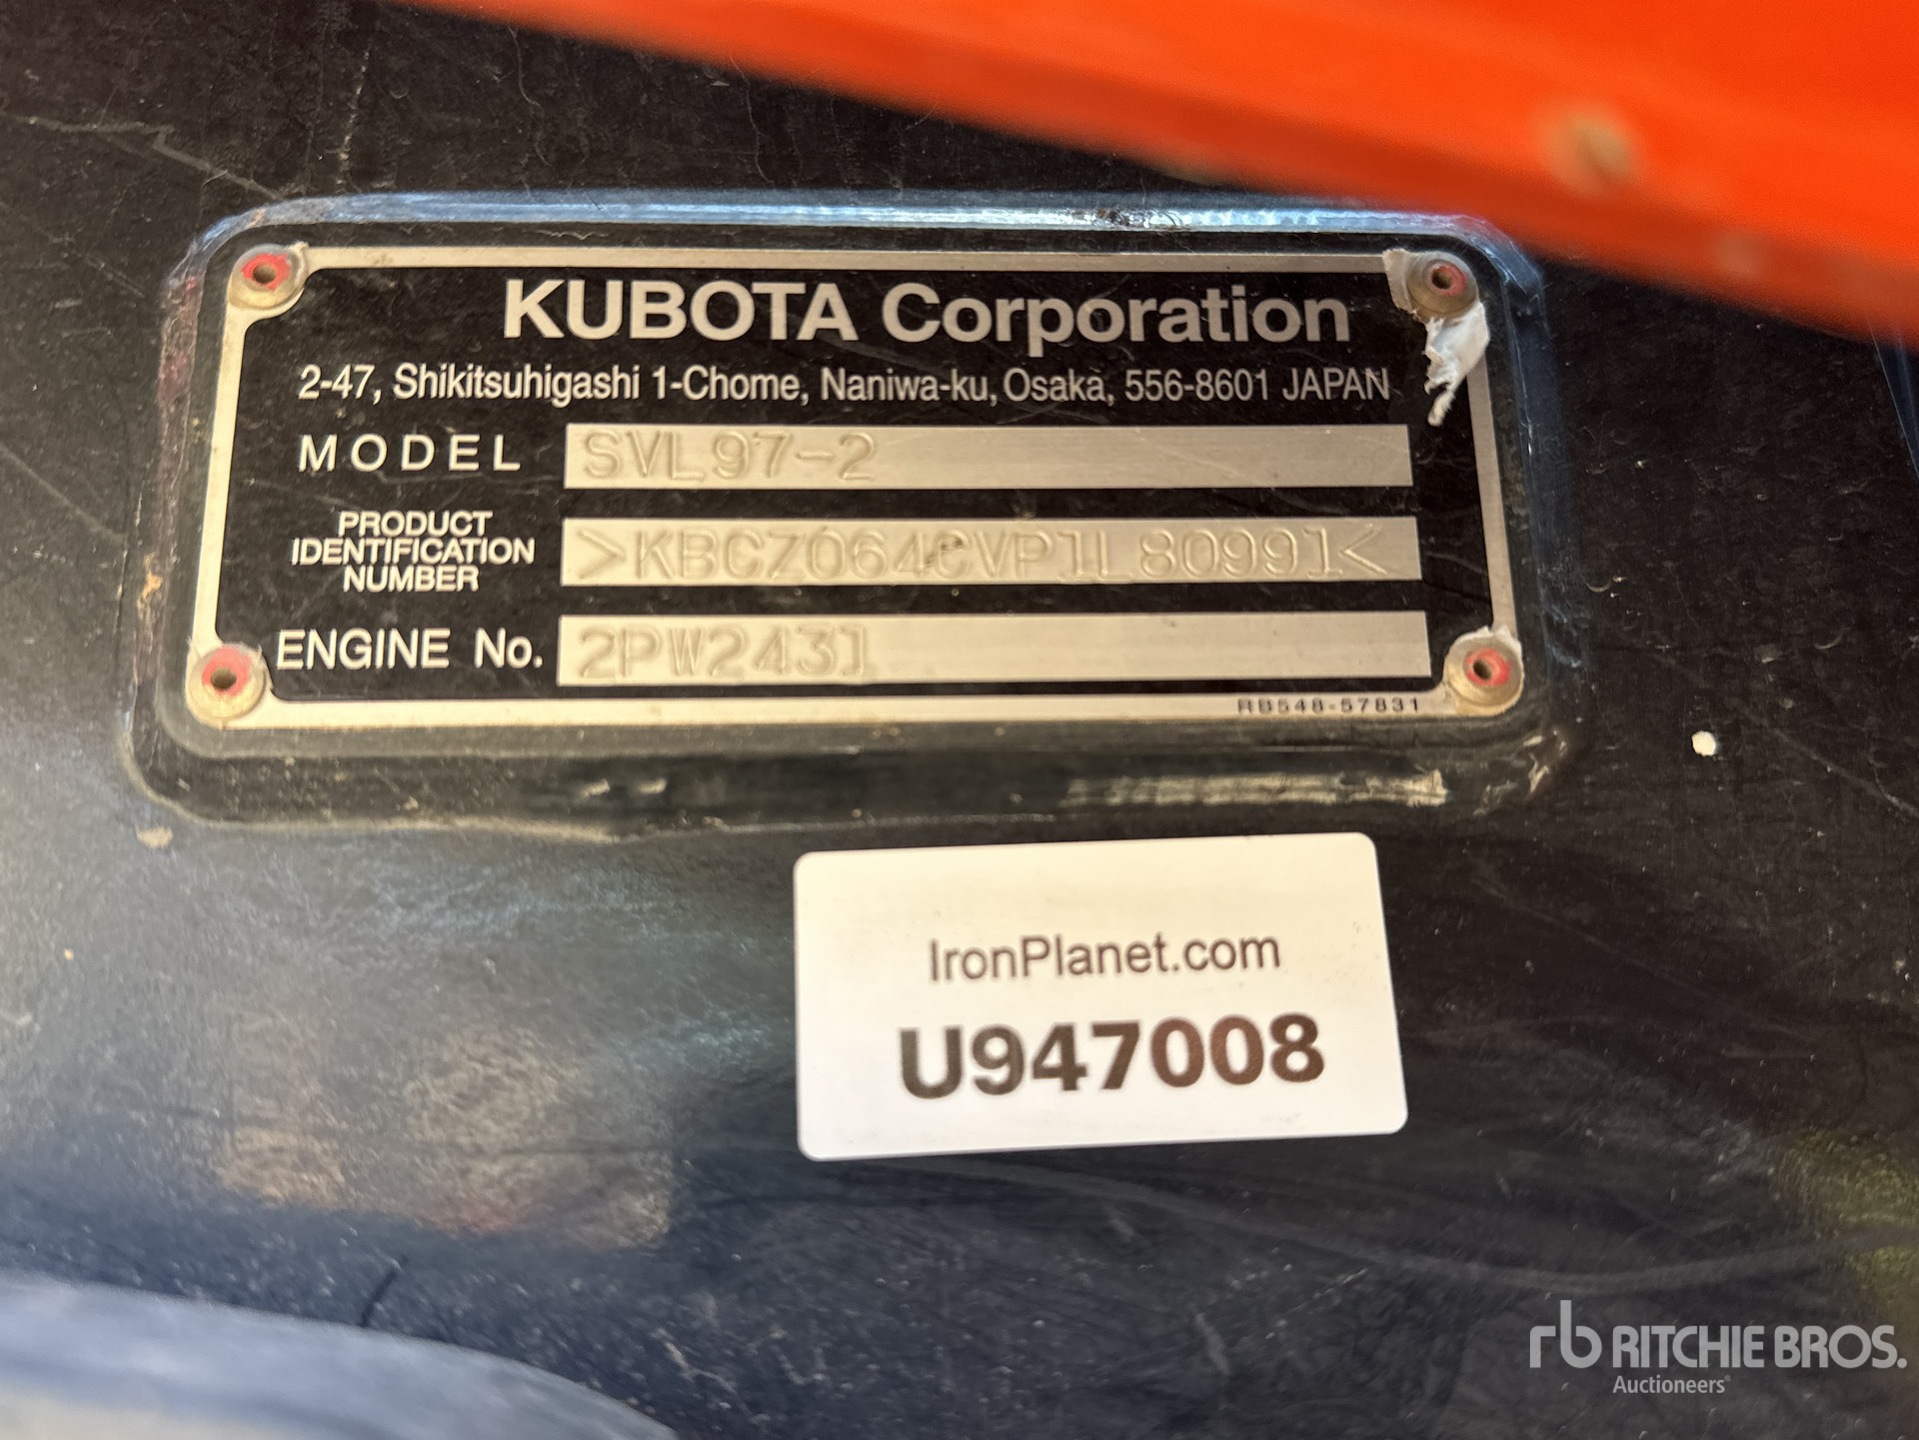 KUBOTA Corporation
2-47, Shikitsuhigashi 1-Chome, Naniwa-ku, Osaka, 556-8601 JAPAN
MODEL SVL97-2
PRODUCT
IDENTIFICATION
NUMBER >KBCZ064CVP1L80991<
ENGINE No. 2PW2431
RB548-57831
IronPlanet.com
U947008
rb RITCHIE BROS.
Auctioneers®